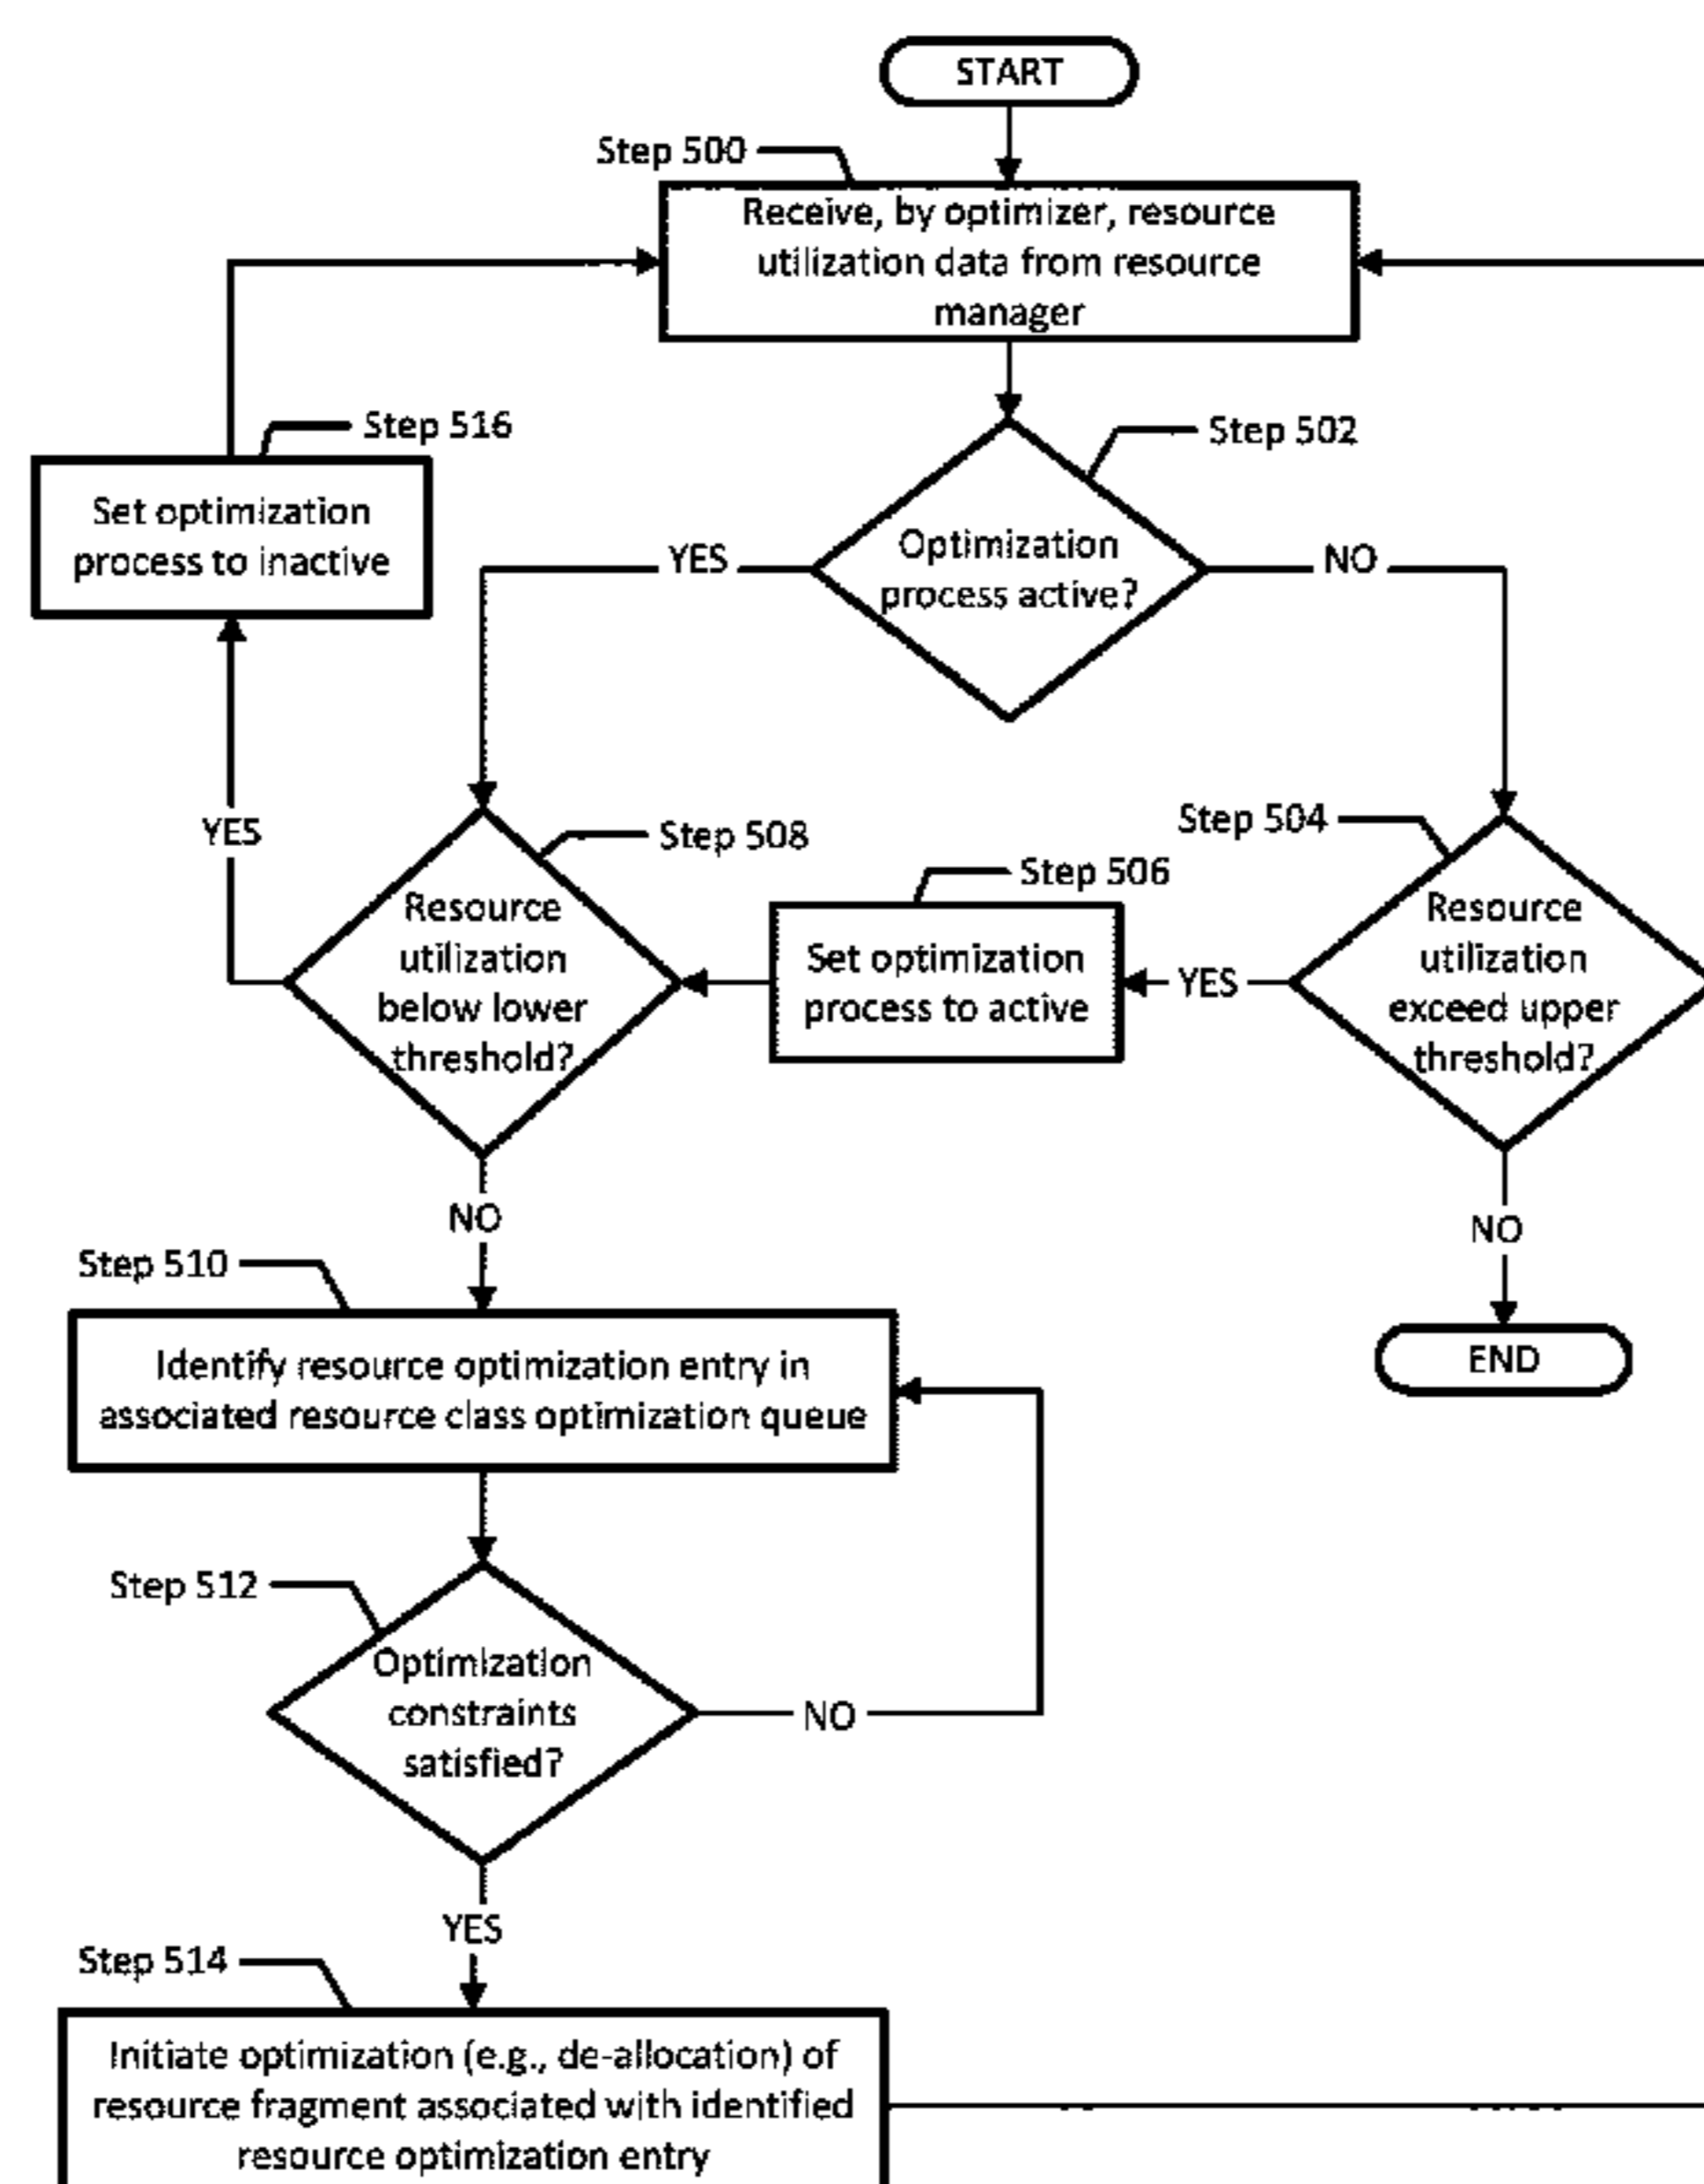 START
Step 500
Receive, by optimizer, resource
utilization data from resource
manager
Step 516
Set optimization
process to inactive
Step 502
Optimization
process active?
YES
NO
YES
Step 508
Resource
utilization
below lower
threshold?
Step 506
Set optimization
process to active
YES
Step 504
Resource
utilization
exceed upper
threshold?
NO
NO
END
Step 510
Identify resource optimization entry in
associated resource class optimization queue
Step 512
Optimization
constraints
satisfied?
NO
YES
Step 514
Initiate optimization (e.g., de-allocation) of
resource fragment associated with identified
resource optimization entry